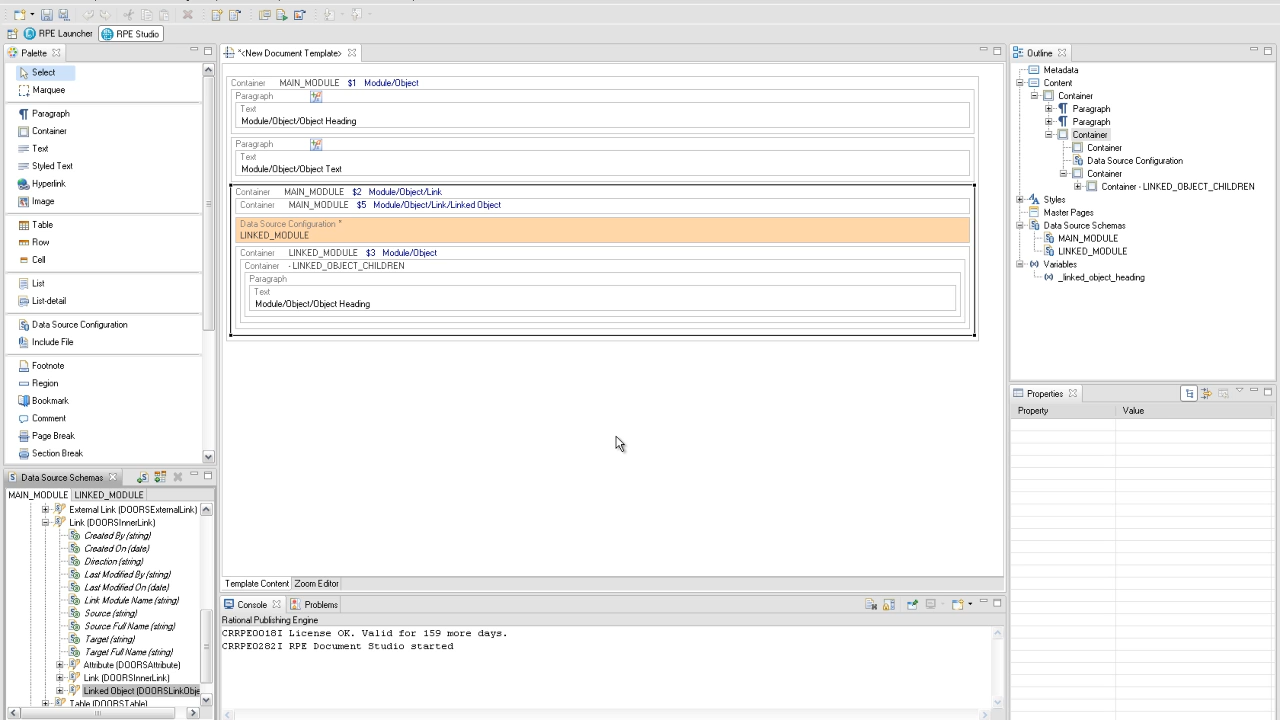 RPE Launcher RPE Studio
Palette
Select
Marquee
Paragraph
Container
Text
Styled Text
Hyperlink
Image
Table
Row
Cell
List
List-detail
Data Source Configuration
Include File
Footnote
Region
Bookmark
Comment
Page Break
Section Break
Data Source Schemas
MAIN_MODULE LINKED_MODULE
External Link (DOORSExternalLink)
Link (DOORSInnerLink)
Created By (string)
Created On (date)
Direction (string)
Last Modified By (string)
Last Modified On (date)
Link Module Name (string)
Source (string)
Source Full Name (string)
Target (string)
Target Full Name (string)
Attribute (DOORSAttribute)
Link (DOORSInnerLink)
Linked Object (DOORSLinkObje
Table (DOORSTable)
*<New Document Template>
Container MAIN_MODULE $1 Module/Object
Paragraph
Text
Module/Object/Object Heading
Paragraph
Text
Module/Object/Object Text
Container MAIN_MODULE $2 Module/Object/Link
Container MAIN_MODULE $5 Module/Object/Link/Linked Object
Data Source Configuration *
LINKED_MODULE
Container LINKED_MODULE $3 Module/Object
Container - LINKED_OBJECT_CHILDREN
Paragraph
Text
Module/Object/Object Heading
Template Content Zoom Editor
Console Problems
Rational Publishing Engine
CRRPE0018I License OK. Valid for 159 more days.
CRRPE0282I RPE Document Studio started
Outline
Metadata
Content
Container
Paragraph
Paragraph
Container
Container
Data Source Configuration
Container
Container - LINKED_OBJECT_CHILDREN
Styles
Master Pages
Data Source Schemas
MAIN_MODULE
LINKED_MODULE
Variables
_linked_object_heading
Properties
Property Value